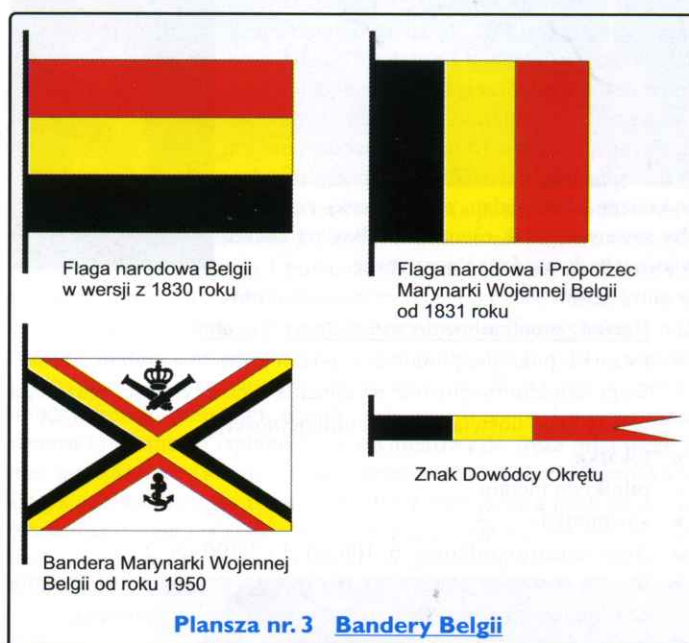 Flaga narodowa Belgii
w wersji z 1830 roku
Flaga narodowa i Proporzec
Marynarki Wojennej Belgii
od 1831 roku
Bandera Marynarki Wojennej
Belgii od roku 1950
Znak Dowódcy Okrętu
Plansza nr. 3 Bandery Belgii